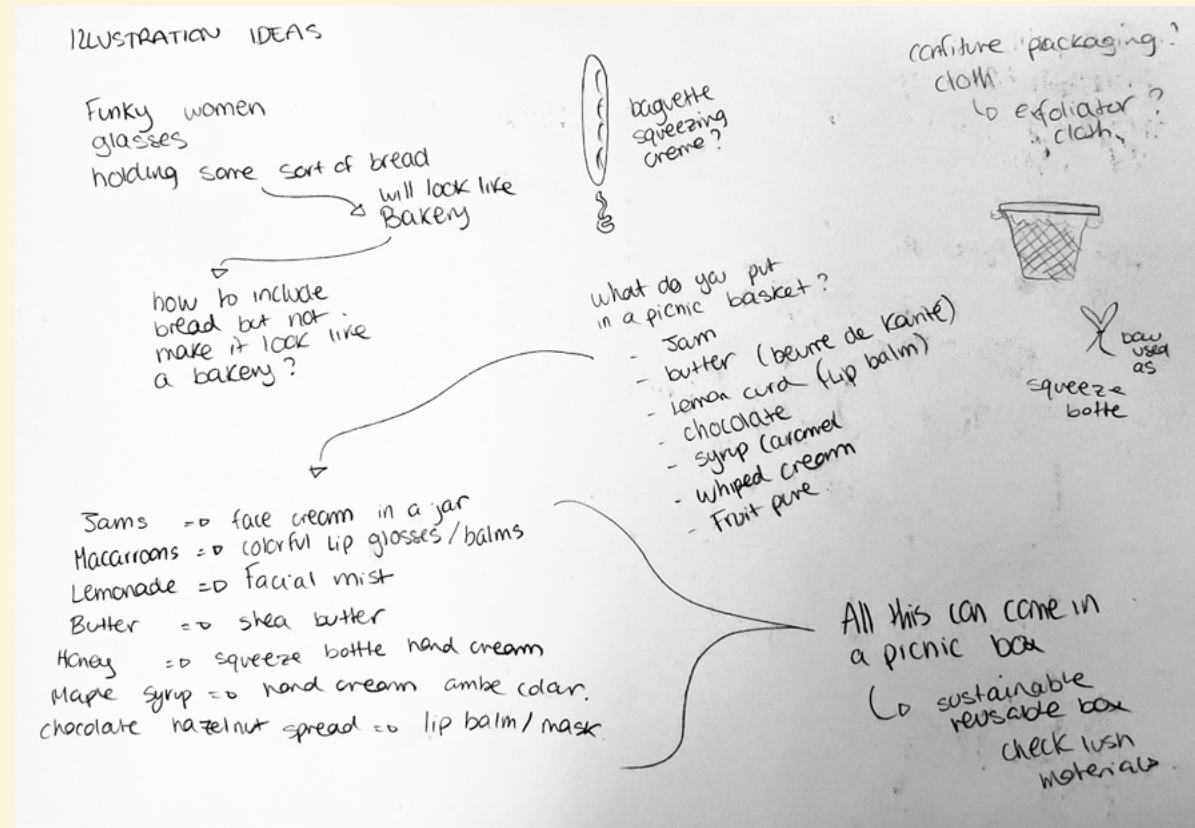 ILLUSTRATION IDEAS
Funky women
glasses
holding some sort of bread
will look like
Bakery
how to include
bread but not
make it look like
a bakery?
baguette
squeezing
creme?
confiture packaging?
cloth
↳ exfoliator?
cloth
bow
used
as
squeeze
botte
what do you put
in a picnic basket?
- Jam
- butter (beurre de Karité)
- Lemon curd (lip balm)
- chocolate
- syrup (caramel
- whiped cream
- Fruit pure
Jams => face cream in a jar
Macarroons => colorful lip glosses/balms
Lemonade => Facial mist
Butter => shea butter
Honey => squeeze bottle hand cream
Maple syrup => hand cream ambe color.
chocolate hazelnut spread => lip balm/mask.
All this can come in
a picnic box
↳ sustainable
reusable box
check lush
materials